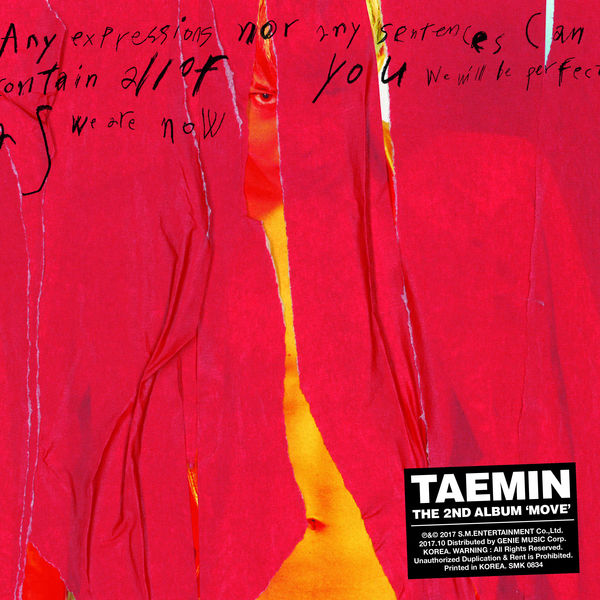 Any expressions nor any sentences Can
contain all of you We will be perfect
as we are now
TAEMIN
THE 2ND ALBUM ‘MOVE’
℗&© 2017 S.M.ENTERTAINMENT Co.,Ltd.
2017.10 Distributed by GENIE MUSIC Corp.
KOREA. WARNING : All Rights Reserved.
Unauthorized Duplication & Rent is Prohibited.
Printed in KOREA. SMK 0834